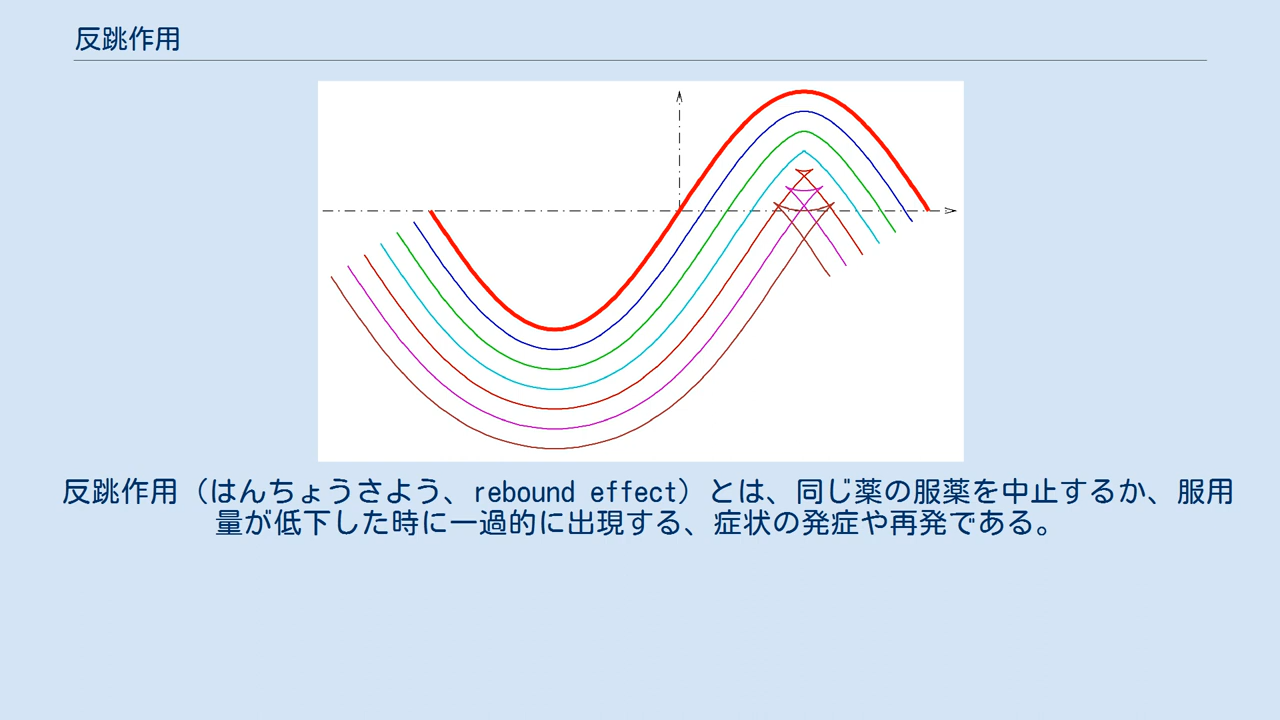 反跳作用
反跳作用（はんちょうさよう、rebound effect）とは、同じ薬の服薬を中止するか、服用
量が低下した時に一過的に出現する、症状の発症や再発である。